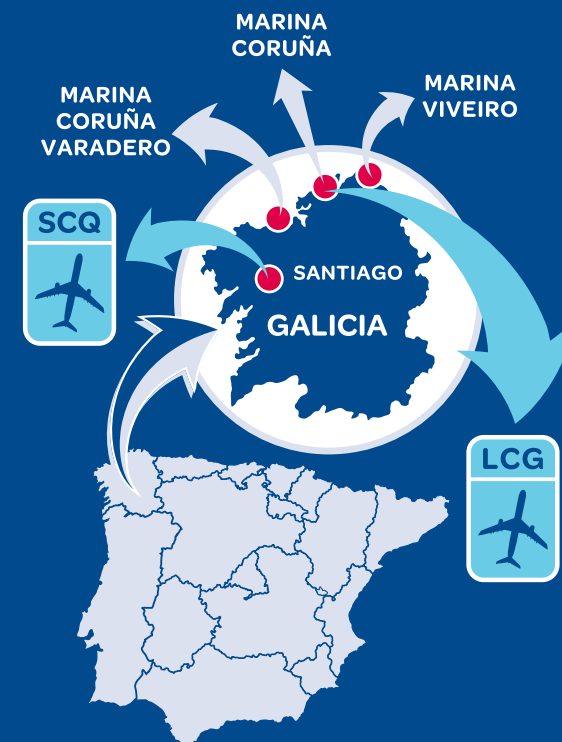 MARINA
CORUÑA
MARINA
VIVEIRO
MARINA
CORUÑA
VARADERO
SCQ
SANTIAGO
GALICIA
LCG